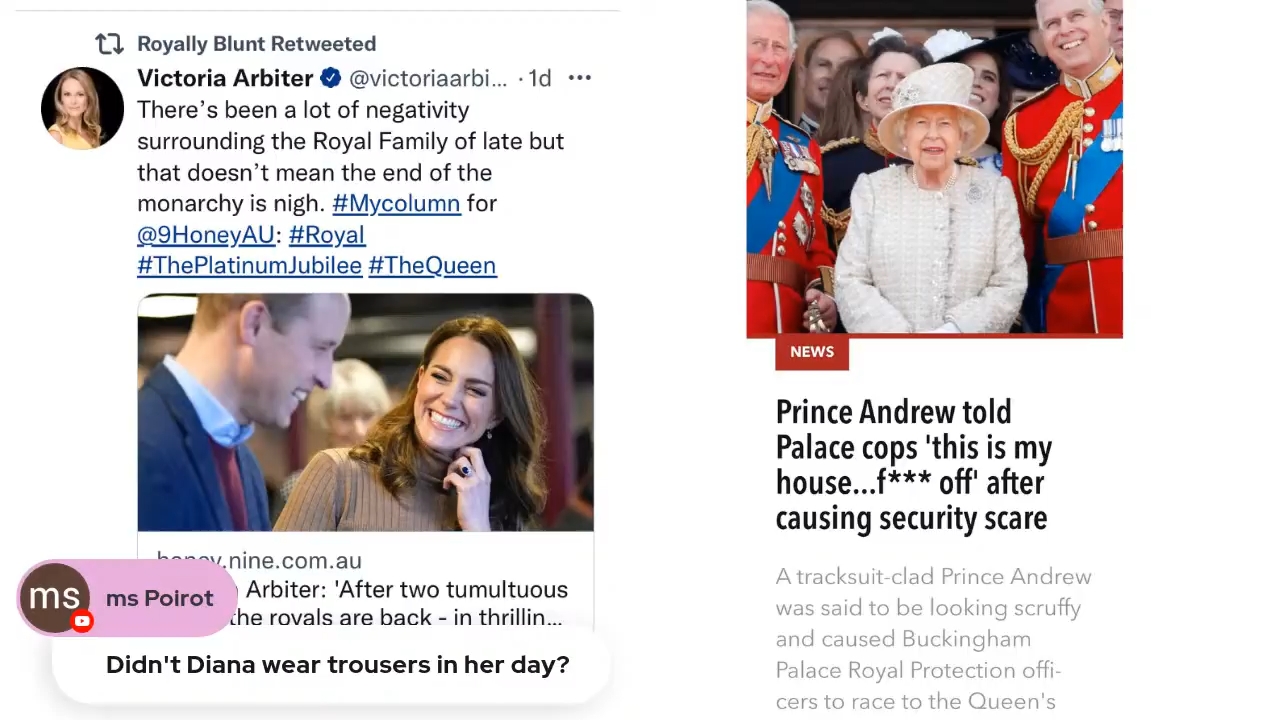 Royally Blunt Retweeted
Victoria Arbiter @victoriaarbi... · 1d
There's been a lot of negativity
surrounding the Royal Family of late but
that doesn't mean the end of the
monarchy is nigh. #Mycolumn for
@9HoneyAU: #Royal
#ThePlatinumJubilee #TheQueen
honey.nine.com.au
Arbiter: 'After two tumultuous
the royals are back - in thrillin...
ms
ms Poirot
Didn't Diana wear trousers in her day?
NEWS
Prince Andrew told
Palace cops 'this is my
house...f*** off' after
causing security scare
A tracksuit-clad Prince Andrew
was said to be looking scruffy
and caused Buckingham
Palace Royal Protection offi-
cers to race to the Queen's